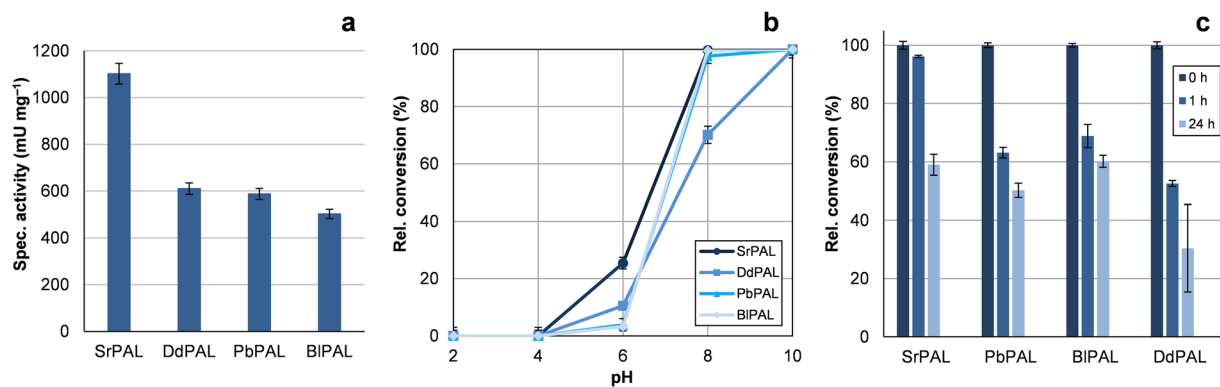 a
Spec. activity (mU mg⁻¹)
1200
1000
800
600
400
200
0
SrPAL DdPAL PbPAL BlPAL
b
Rel. conversion (%)
100
80
60
40
20
0
2 4 6 8 10
pH
SrPAL
DdPAL
PbPAL
BlPAL
c
Rel. conversion (%)
100
80
60
40
20
0
SrPAL PbPAL BlPAL DdPAL
0 h
1 h
24 h